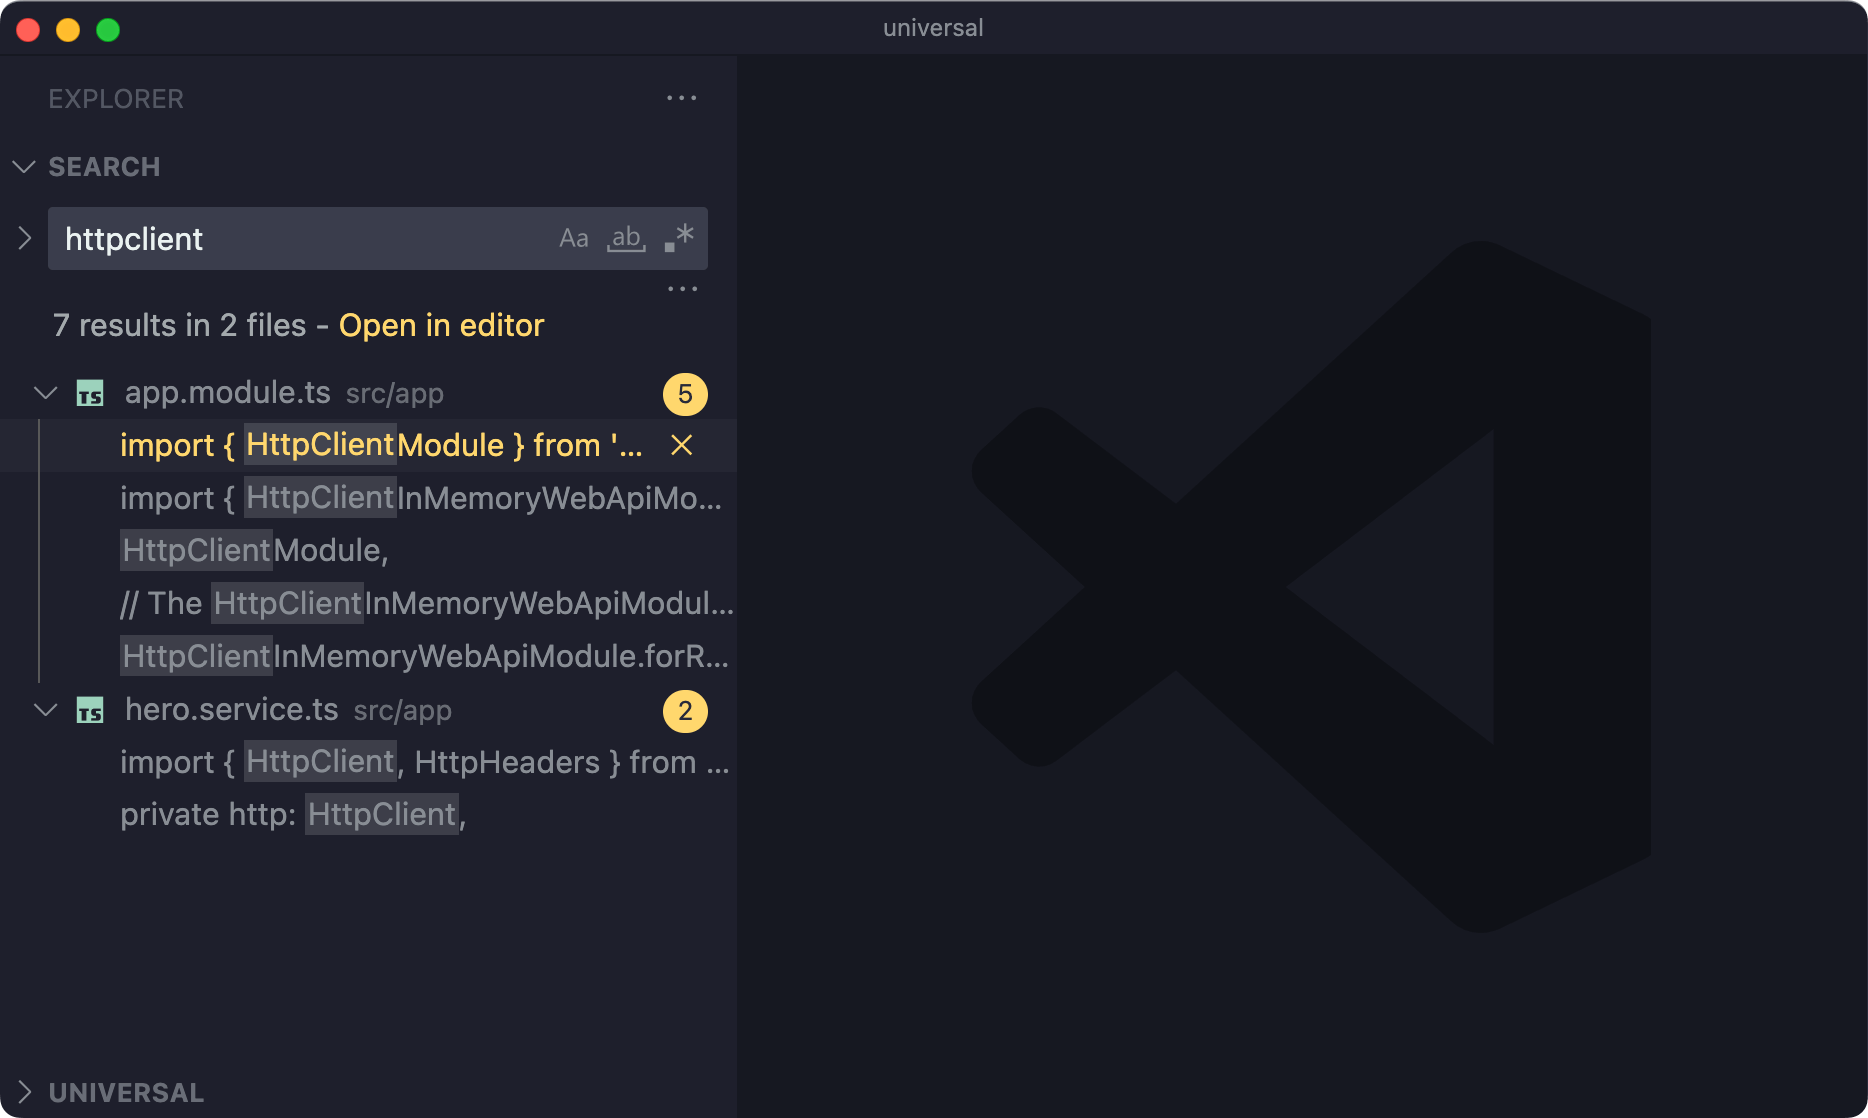 universal
EXPLORER
SEARCH
httpclient Aa ab
7 results in 2 files - Open in editor
TS app.module.ts src/app 5
import { HttpClientModule } from '...
import { HttpClientInMemoryWebApiMo...
HttpClientModule,
// The HttpClientInMemoryWebApiModul...
HttpClientInMemoryWebApiModule.forR...
TS hero.service.ts src/app 2
import { HttpClient, HttpHeaders } from ...
private http: HttpClient,
UNIVERSAL